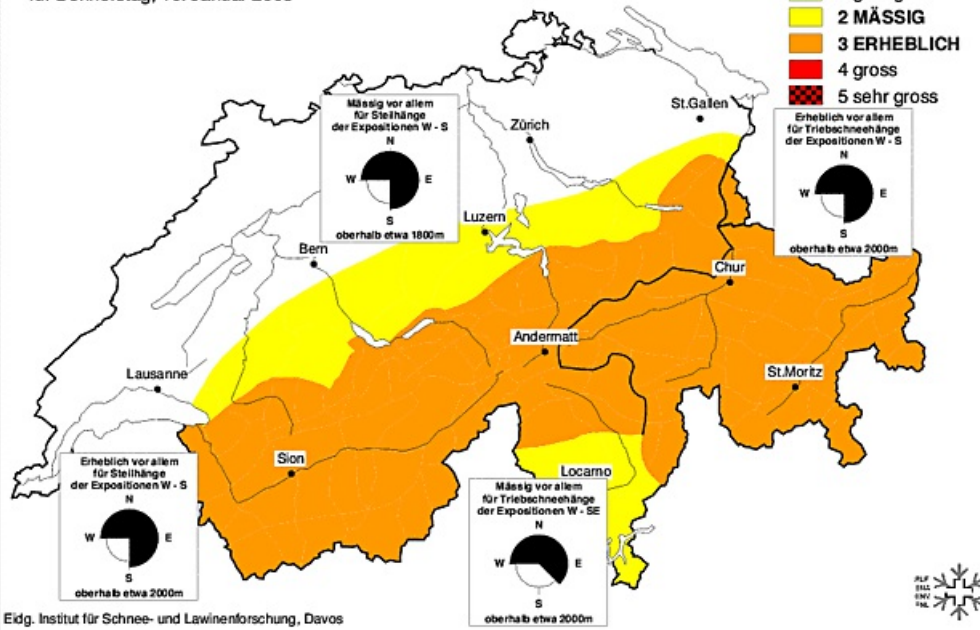 2 MÄSSIG
3 ERHEBLICH
4 gross
5 sehr gross
Mässig vor allem
für Steilhänge
der Expositionen W - S
N
W
E
S
oberhalb etwa 1800m
Erheblich vor allem
für Triebschneehänge
der Expositionen W - S
N
W
E
S
oberhalb etwa 2000m
St.Gallen
Zürich
Luzern
Bern
Chur
Andermatt
St.Moritz
Lausanne
Sion
Locarno
Erheblich vor allem
für Steilhänge
der Expositionen W - S
N
W
E
S
oberhalb etwa 2000m
Mässig vor allem
für Triebschneehänge
der Expositionen W - SE
N
W
E
S
oberhalb etwa 2000m
Eidg. Institut für Schnee- und Lawinenforschung, Davos